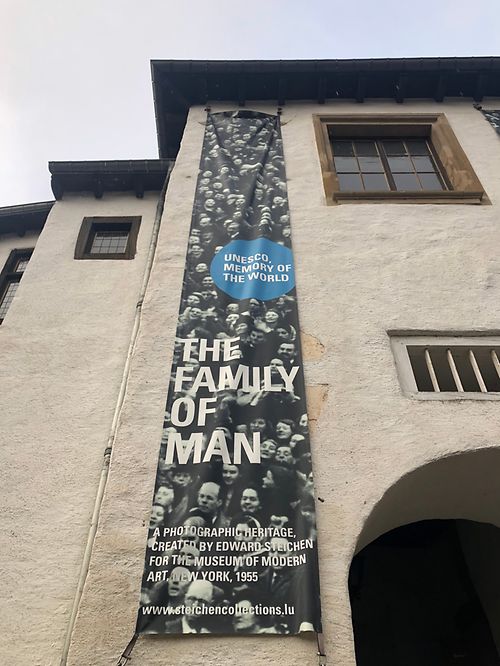 UNESCO,
MEMORY OF
THE WORLD
THE
FAMILY
OF
MAN
A PHOTOGRAPHIC HERITAGE,
CREATED BY EDWARD STEICHEN
FOR THE MUSEUM OF MODERN
ART, NEW YORK, 1955
www.steichencollections.lu